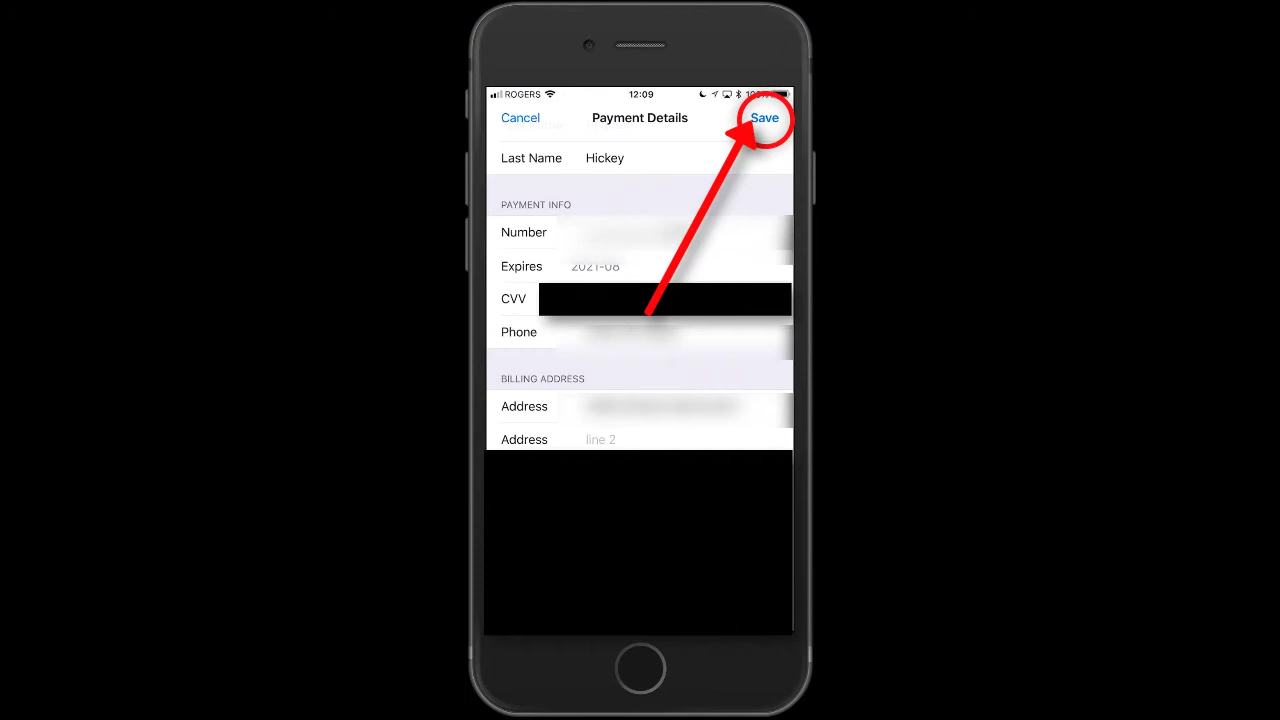 ROGERS 12:09
Cancel Payment Details Save
Last Name Hickey
PAYMENT INFO
Number
Expires 2021-08
CVV
Phone
BILLING ADDRESS
Address
Address line 2